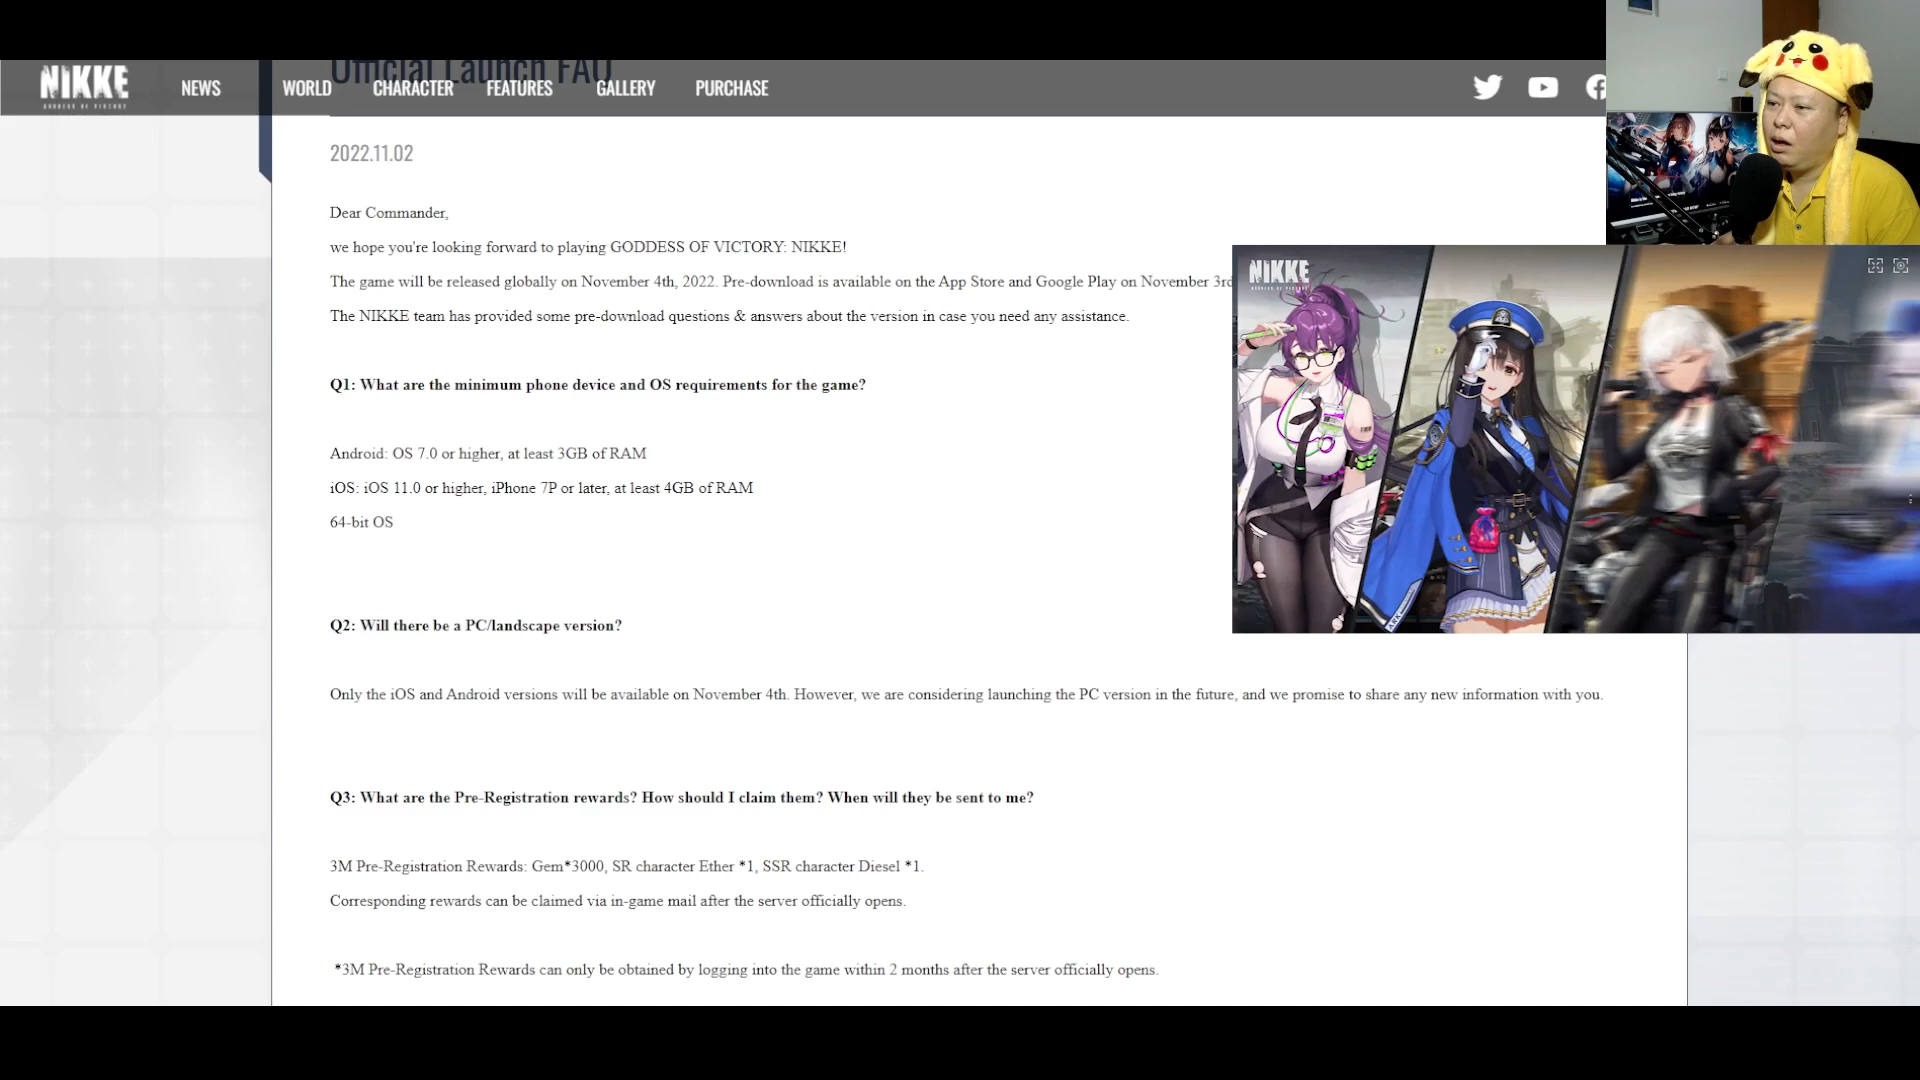 Official Launch FAQ
NIKKE
GODDESS OF VICTORY
NEWS
WORLD
CHARACTER
FEATURES
GALLERY
PURCHASE
2022.11.02
Dear Commander,
we hope you're looking forward to playing GODDESS OF VICTORY: NIKKE!
The game will be released globally on November 4th, 2022. Pre-download is available on the App Store and Google Play on November 3rd
The NIKKE team has provided some pre-download questions & answers about the version in case you need any assistance.
Q1: What are the minimum phone device and OS requirements for the game?
Android: OS 7.0 or higher, at least 3GB of RAM
iOS: iOS 11.0 or higher, iPhone 7P or later, at least 4GB of RAM
64-bit OS
Q2: Will there be a PC/landscape version?
Only the iOS and Android versions will be available on November 4th. However, we are considering launching the PC version in the future, and we promise to share any new information with you.
Q3: What are the Pre-Registration rewards? How should I claim them? When will they be sent to me?
3M Pre-Registration Rewards: Gem*3000, SR character Ether *1, SSR character Diesel *1.
Corresponding rewards can be claimed via in-game mail after the server officially opens.
*3M Pre-Registration Rewards can only be obtained by logging into the game within 2 months after the server officially opens.
NIKKE